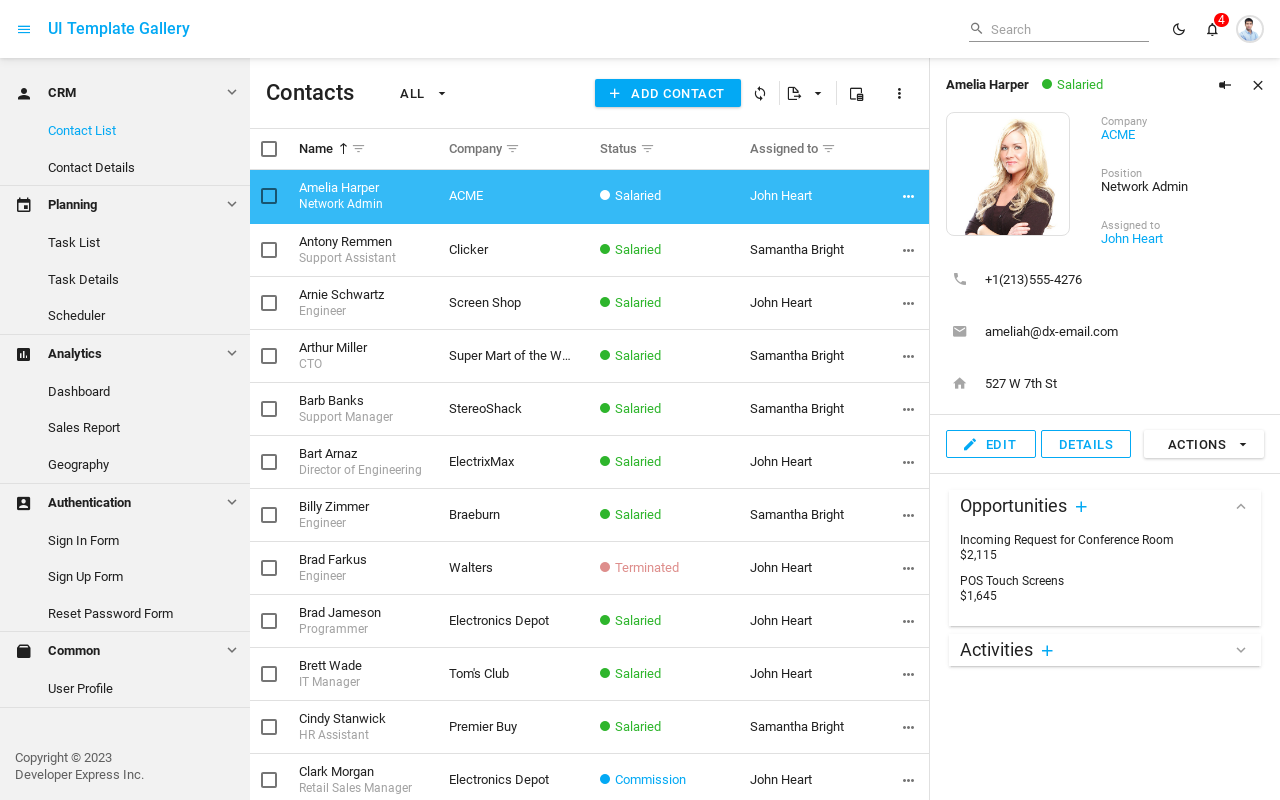 UI Template Gallery
Search
4
CRM
Contact List
Contact Details
Planning
Task List
Task Details
Scheduler
Analytics
Dashboard
Sales Report
Geography
Authentication
Sign In Form
Sign Up Form
Reset Password Form
Common
User Profile
Copyright © 2023
Developer Express Inc.
Contacts
ALL
ADD CONTACT
Name Company Status Assigned to
Amelia Harper
Network Admin
ACME
Salaried
John Heart
Antony Remmen
Support Assistant
Clicker
Salaried
Samantha Bright
Arnie Schwartz
Engineer
Screen Shop
Salaried
John Heart
Arthur Miller
CTO
Super Mart of the W...
Salaried
Samantha Bright
Barb Banks
Support Manager
StereoShack
Salaried
Samantha Bright
Bart Arnaz
Director of Engineering
ElectrixMax
Salaried
John Heart
Billy Zimmer
Engineer
Braeburn
Salaried
Samantha Bright
Brad Farkus
Engineer
Walters
Terminated
John Heart
Brad Jameson
Programmer
Electronics Depot
Salaried
John Heart
Brett Wade
IT Manager
Tom's Club
Salaried
John Heart
Cindy Stanwick
HR Assistant
Premier Buy
Salaried
Samantha Bright
Clark Morgan
Retail Sales Manager
Electronics Depot
Commission
John Heart
Amelia Harper Salaried
Company
ACME
Position
Network Admin
Assigned to
John Heart
+1(213)555-4276
ameliah@dx-email.com
527 W 7th St
EDIT
DETAILS
ACTIONS
Opportunities
Incoming Request for Conference Room
$2,115
POS Touch Screens
$1,645
Activities